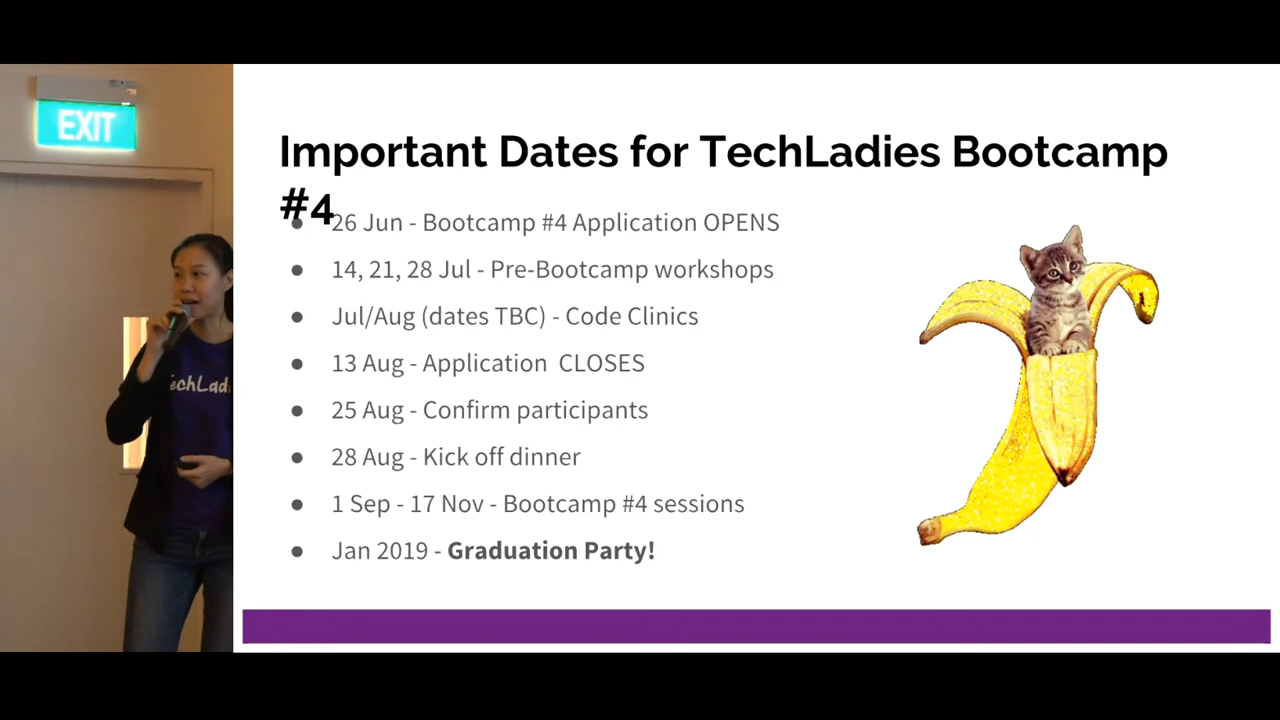 EXIT
Important Dates for TechLadies Bootcamp
#4
● 26 Jun - Bootcamp #4 Application OPENS
● 14, 21, 28 Jul - Pre-Bootcamp workshops
● Jul/Aug (dates TBC) - Code Clinics
● 13 Aug - Application  CLOSES
● 25 Aug - Confirm participants
● 28 Aug - Kick off dinner
● 1 Sep - 17 Nov - Bootcamp #4 sessions
● Jan 2019 - Graduation Party!